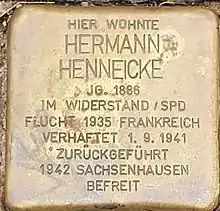 HIER WOHNTE
HERMANN
HENNEICKE
JG. 1886
IM WIDERSTAND / SPD
FLUCHT 1935 FRANKREICH
VERHAFTET 1. 9. 1941
ZURÜCKGEFÜHRT
1942 SACHSENHAUSEN
BEFREIT